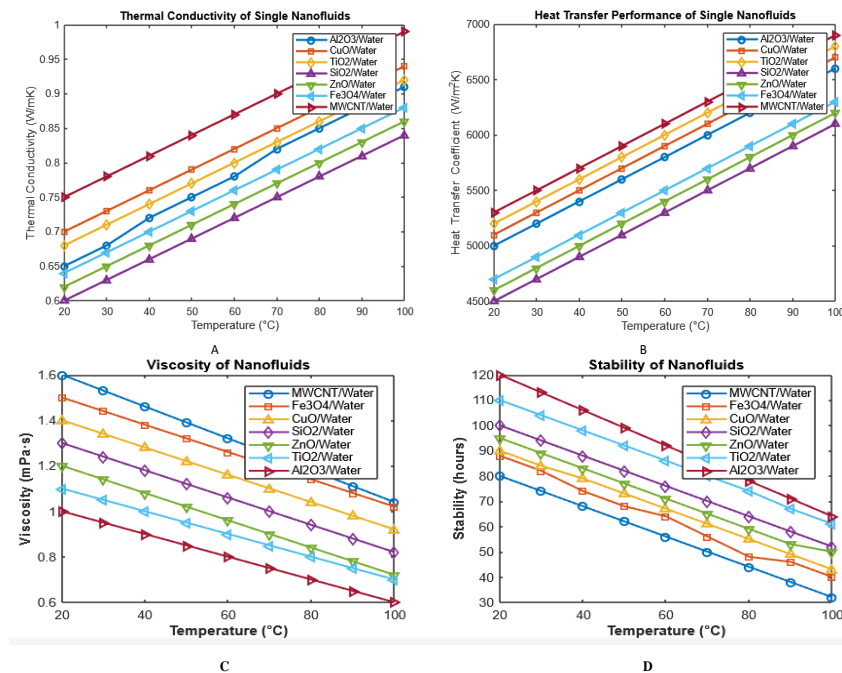 Thermal Conductivity of Single Nanofluids
1
0.95
0.9
0.85
0.8
0.75
0.7
0.65
0.6
Thermal Conductivity (W/mK)
Al2O3/Water
CuO/Water
TiO2/Water
SiO2/Water
ZnO/Water
Fe3O4/Water
MWCNT/Water
20 30 40 50 60 70 80 90 100
Temperature (°C)
A
Heat Transfer Performance of Single Nanofluids
7000
6500
6000
5500
5000
4500
Heat Transfer Coefficient (W/m²K)
Al2O3/Water
CuO/Water
TiO2/Water
SiO2/Water
ZnO/Water
Fe3O4/Water
MWCNT/Water
20 30 40 50 60 70 80 90 100
Temperature (°C)
B
Viscosity of Nanofluids
1.6
1.4
1.2
1
0.8
0.6
Viscosity (mPa·s)
MWCNT/Water
Fe3O4/Water
CuO/Water
SiO2/Water
ZnO/Water
TiO2/Water
Al2O3/Water
20 40 60 80 100
Temperature (°C)
C
Stability of Nanofluids
120
110
100
90
80
70
60
50
40
30
Stability (hours)
MWCNT/Water
Fe3O4/Water
CuO/Water
SiO2/Water
ZnO/Water
TiO2/Water
Al2O3/Water
20 40 60 80 100
Temperature (°C)
D